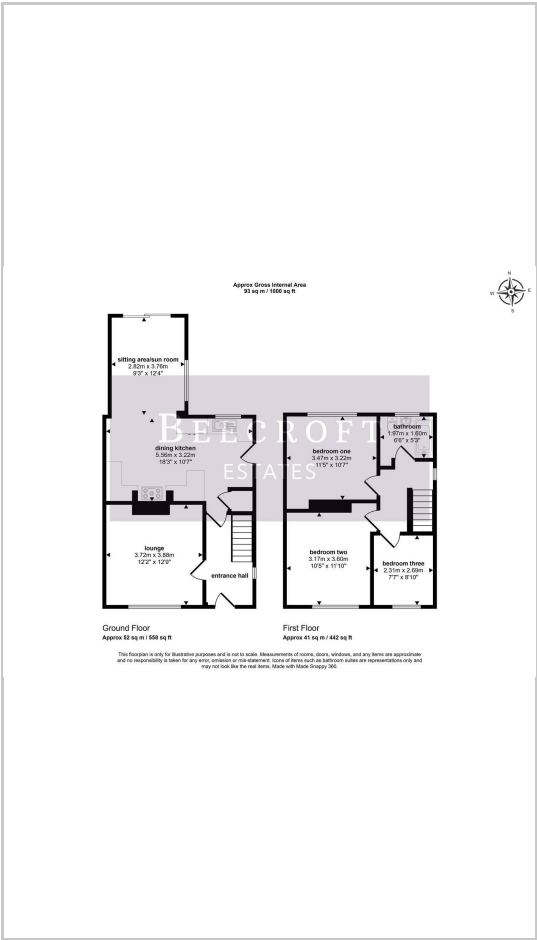 Approx Gross Internal Area
93 sq m / 1000 sq ft
N
W
E
S
sitting area/sun room
2.82m x 3.76m
9'3" x 12'4"
BEECROFT
ESTATES
dining kitchen
5.56m x 3.22m
18'3" x 10'7"
bedroom one
3.47m x 3.22m
11'5" x 10'7"
bathroom
1.97m x 1.60m
6'6" x 5'3"
lounge
3.72m x 3.88m
12'2" x 12'9"
entrance hall
bedroom two
3.17m x 3.60m
10'5" x 11'10"
bedroom three
2.31m x 2.69m
7'7" x 8'10"
Ground Floor
Approx 52 sq m / 558 sq ft
First Floor
Approx 41 sq m / 442 sq ft
This floorplan is only for illustrative purposes and is not to scale. Measurements of rooms, doors, windows, and any items are approximate
and no responsibility is taken for any error, omission or mis-statement. Icons of items such as bathroom suites are representations only and
may not look like the real items. Made with Made Snappy 360.